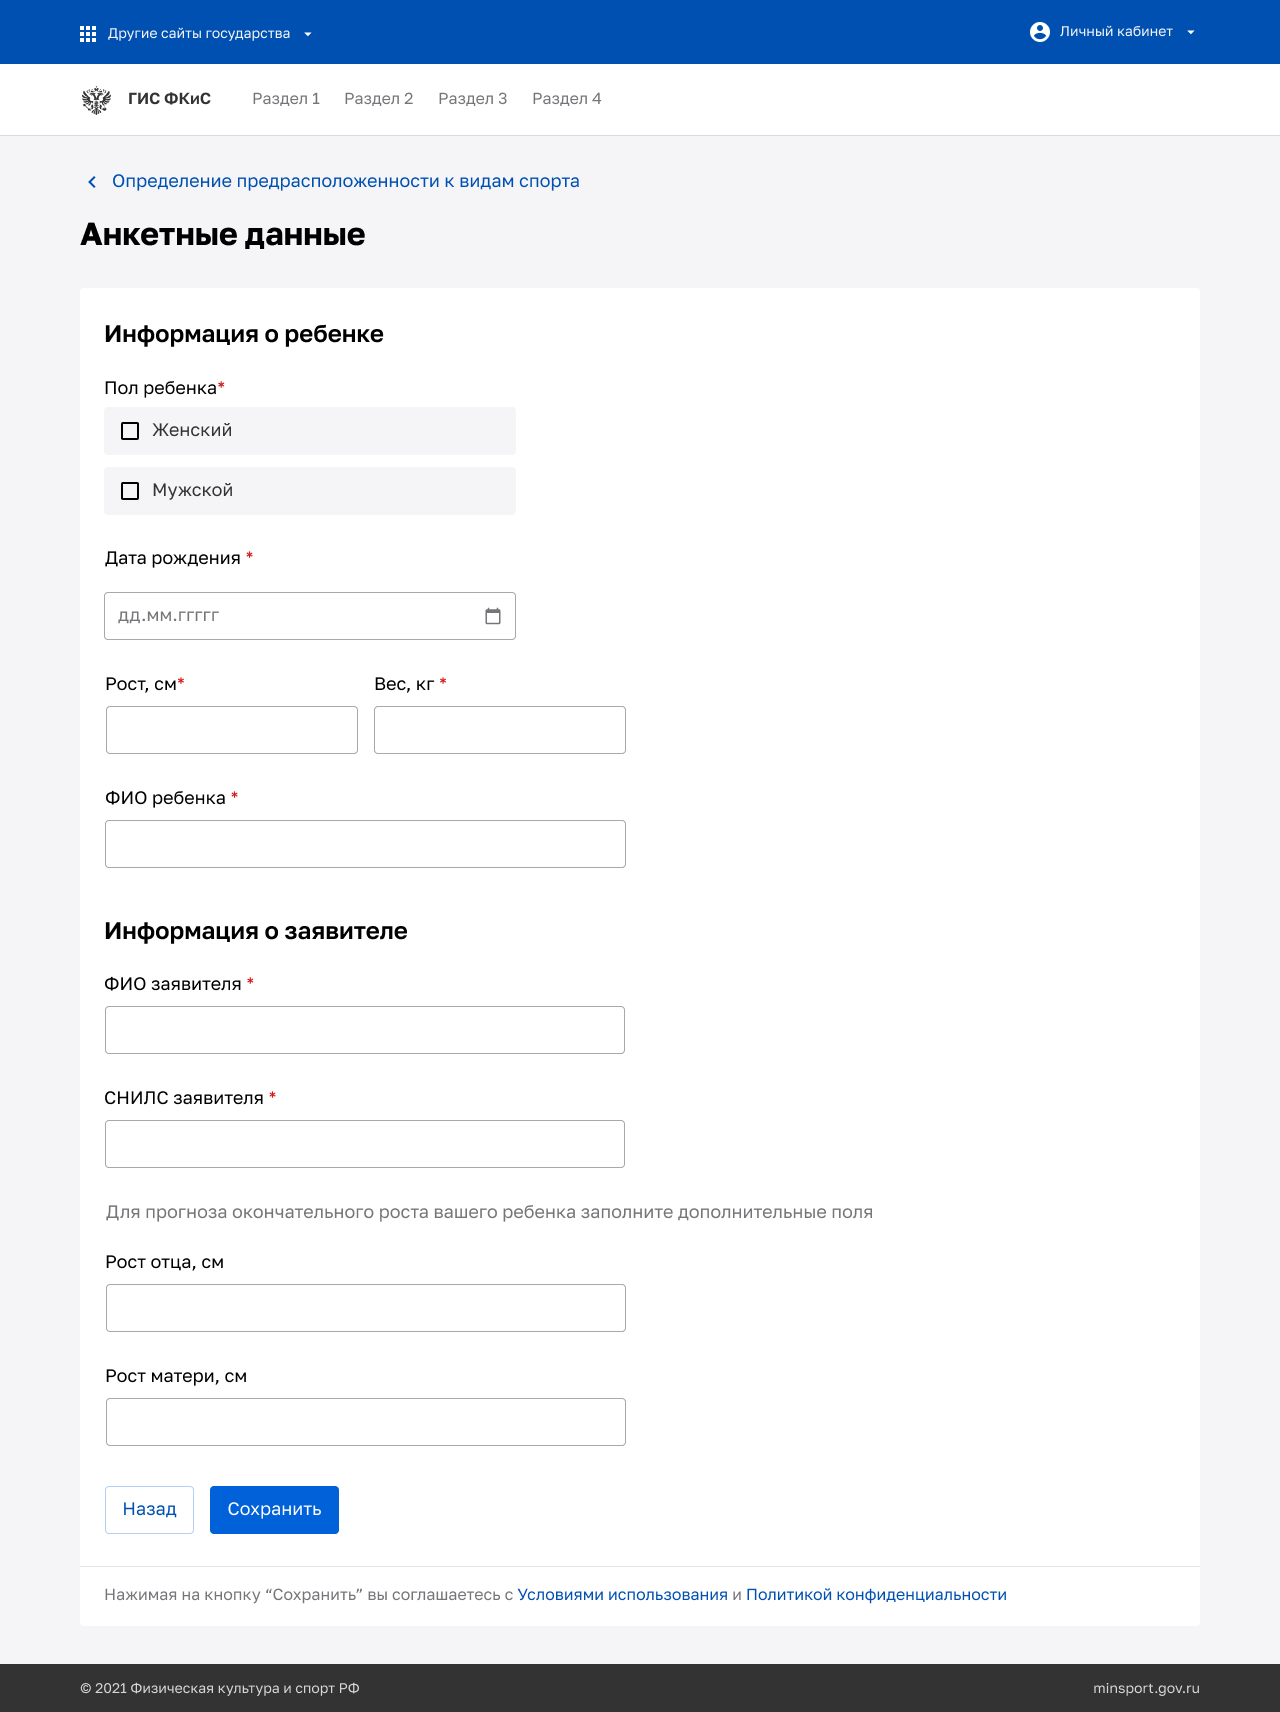 Другие сайты государства
Личный кабинет
ГИС ФКиС
Раздел 1
Раздел 2
Раздел 3
Раздел 4
Определение предрасположенности к видам спорта
Анкетные данные
Информация о ребенке
Пол ребенка*
Женский
Мужской
Дата рождения *
дд.мм.ггггг
Рост, см*
Вес, кг *
ФИО ребенка *
Информация о заявителе
ФИО заявителя *
СНИЛС заявителя *
Для прогноза окончательного роста вашего ребенка заполните дополнительные поля
Рост отца, см
Рост матери, см
Назад
Сохранить
Нажимая на кнопку “Сохранить” вы соглашаетесь с Условиями использования и Политикой конфиденциальности
© 2021 Физическая культура и спорт РФ
minsport.gov.ru